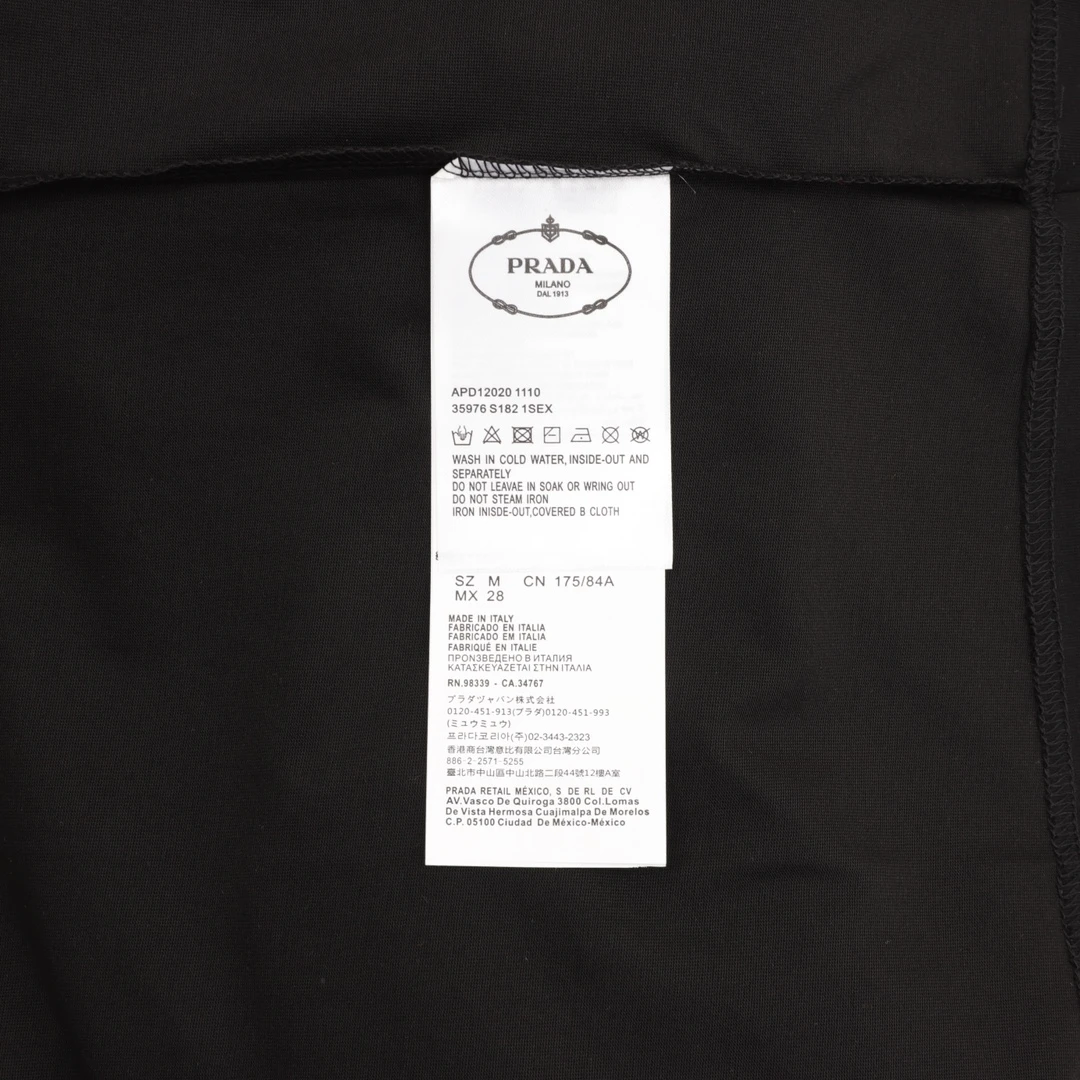 PRADA
MILANO
DAL 1913
APD12020 1110
35976 S182 1SEX
WASH IN COLD WATER, INSIDE-OUT AND
SEPARATELY
DO NOT LEAVAE IN SOAK OR WRING OUT
DO NOT STEAM IRON
IRON INISDE-OUT,COVERED B CLOTH
SZ M CN 175/84A
MX 28
MADE IN ITALY
FABRICADO EN ITALIA
FABRICADO EM ITALIA
FABRIQUÉ EN ITALIE
ПРОНЗВЕДЕНО В ИТАЛИЯ
ΚΑΤΑΣΚΕΥΑΖΕΤΑΙ ΣΤΗΝ ΙΤΑΛΙΑ
RN.98339 - CA.34767
プラダヅャバン株式会社
0120-451-913(プラダ)0120-451-993
(ミュウミュウ)
프라다코리아(주)02-3443-2323
香港商台灣意比有限公司台灣分公司
886-2-2571-5255
臺北市中山區中山北路二段44號12樓A室
PRADA RETAIL MÉXICO, S DE RL DE CV
AV.Vasco De Quiroga 3800 Col.Lomas
De Vista Hermosa Cuajimalpa De Morelos
C.P. 05100 Ciudad De México-México